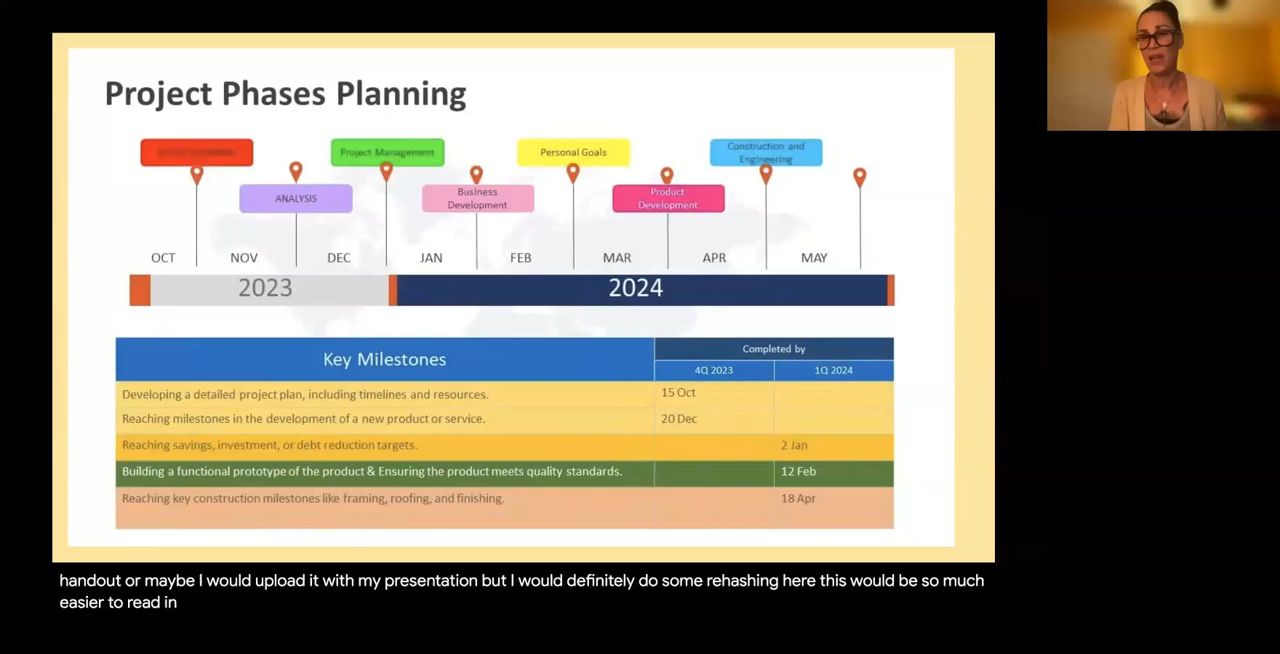 Project Phases Planning
Project Management
Personal Goals
Construction and
Engineering
ANALYSIS
Business
Development
Product
Development
OCT NOV DEC JAN FEB MAR APR MAY
2023 2024
Key Milestones
Completed by
4Q 2023 1Q 2024
Developing a detailed project plan, including timelines and resources. 15 Oct
Reaching milestones in the development of a new product or service. 20 Dec
Reaching savings, investment, or debt reduction targets. 2 Jan
Building a functional prototype of the product & Ensuring the product meets quality standards. 12 Feb
Reaching key construction milestones like framing, roofing, and finishing. 18 Apr
handout or maybe I would upload it with my presentation but I would definitely do some rehashing here this would be so much
easier to read in